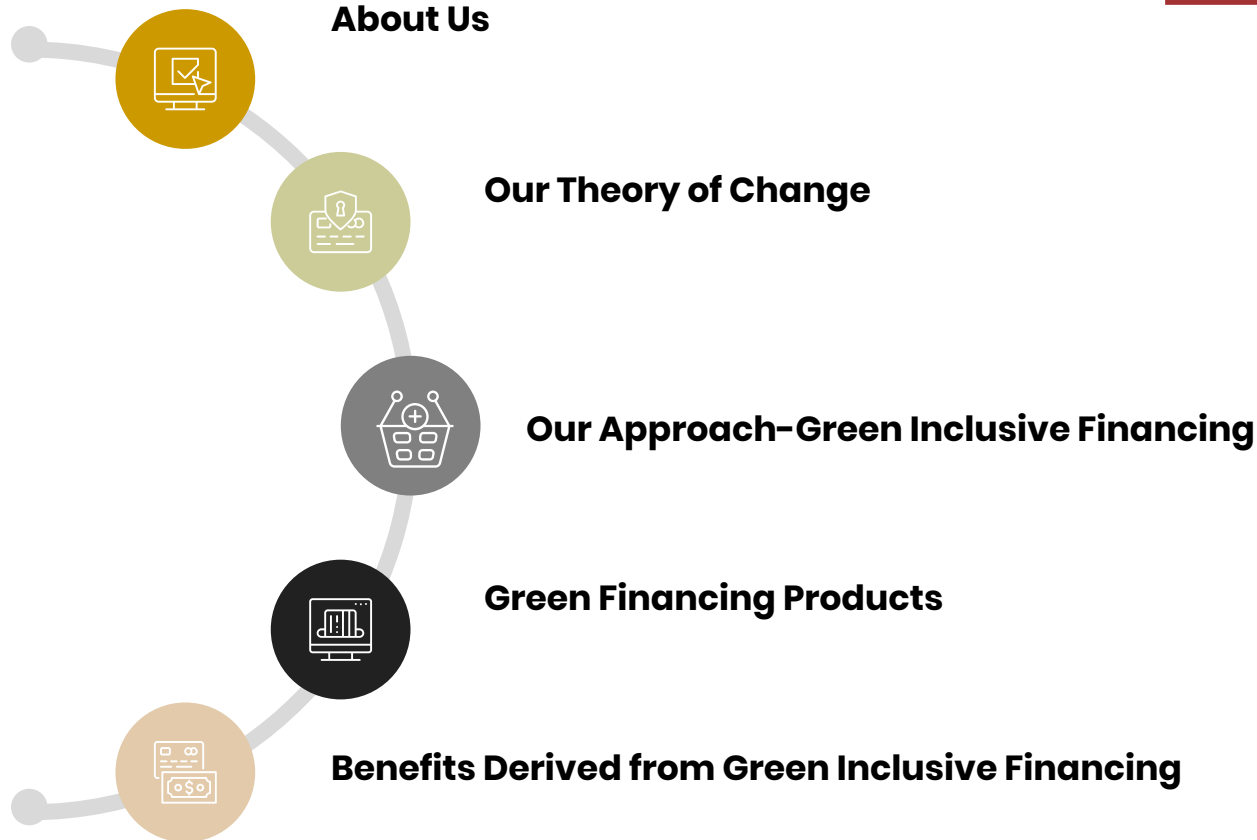 About Us
Our Theory of Change
Our Approach-Green Inclusive Financing
Green Financing Products
Benefits Derived from Green Inclusive Financing